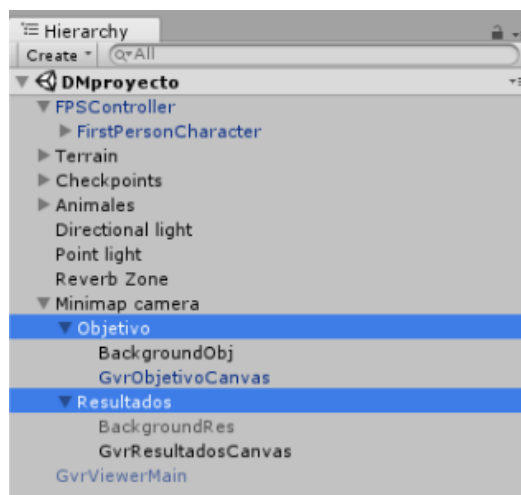 Hierarchy
Create All
DMproyecto
FPSController
FirstPersonCharacter
Terrain
Checkpoints
Animales
Directional light
Point light
Reverb Zone
Minimap camera
Objetivo
BackgroundObj
GvrObjetivoCanvas
Resultados
BackgroundRes
GvrResultadosCanvas
GvrViewerMain